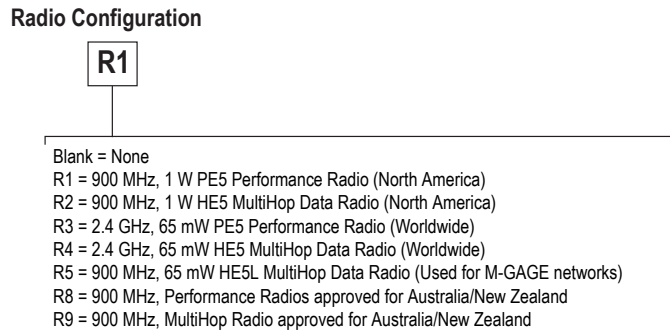 Radio Configuration
R1
Blank = None
R1 = 900 MHz, 1 W PE5 Performance Radio (North America)
R2 = 900 MHz, 1 W HE5 MultiHop Data Radio (North America)
R3 = 2.4 GHz, 65 mW PE5 Performance Radio (Worldwide)
R4 = 2.4 GHz, 65 mW HE5 MultiHop Data Radio (Worldwide)
R5 = 900 MHz, 65 mW HE5L MultiHop Data Radio (Used for M-GAGE networks)
R8 = 900 MHz, Performance Radios approved for Australia/New Zealand
R9 = 900 MHz, MultiHop Radio approved for Australia/New Zealand